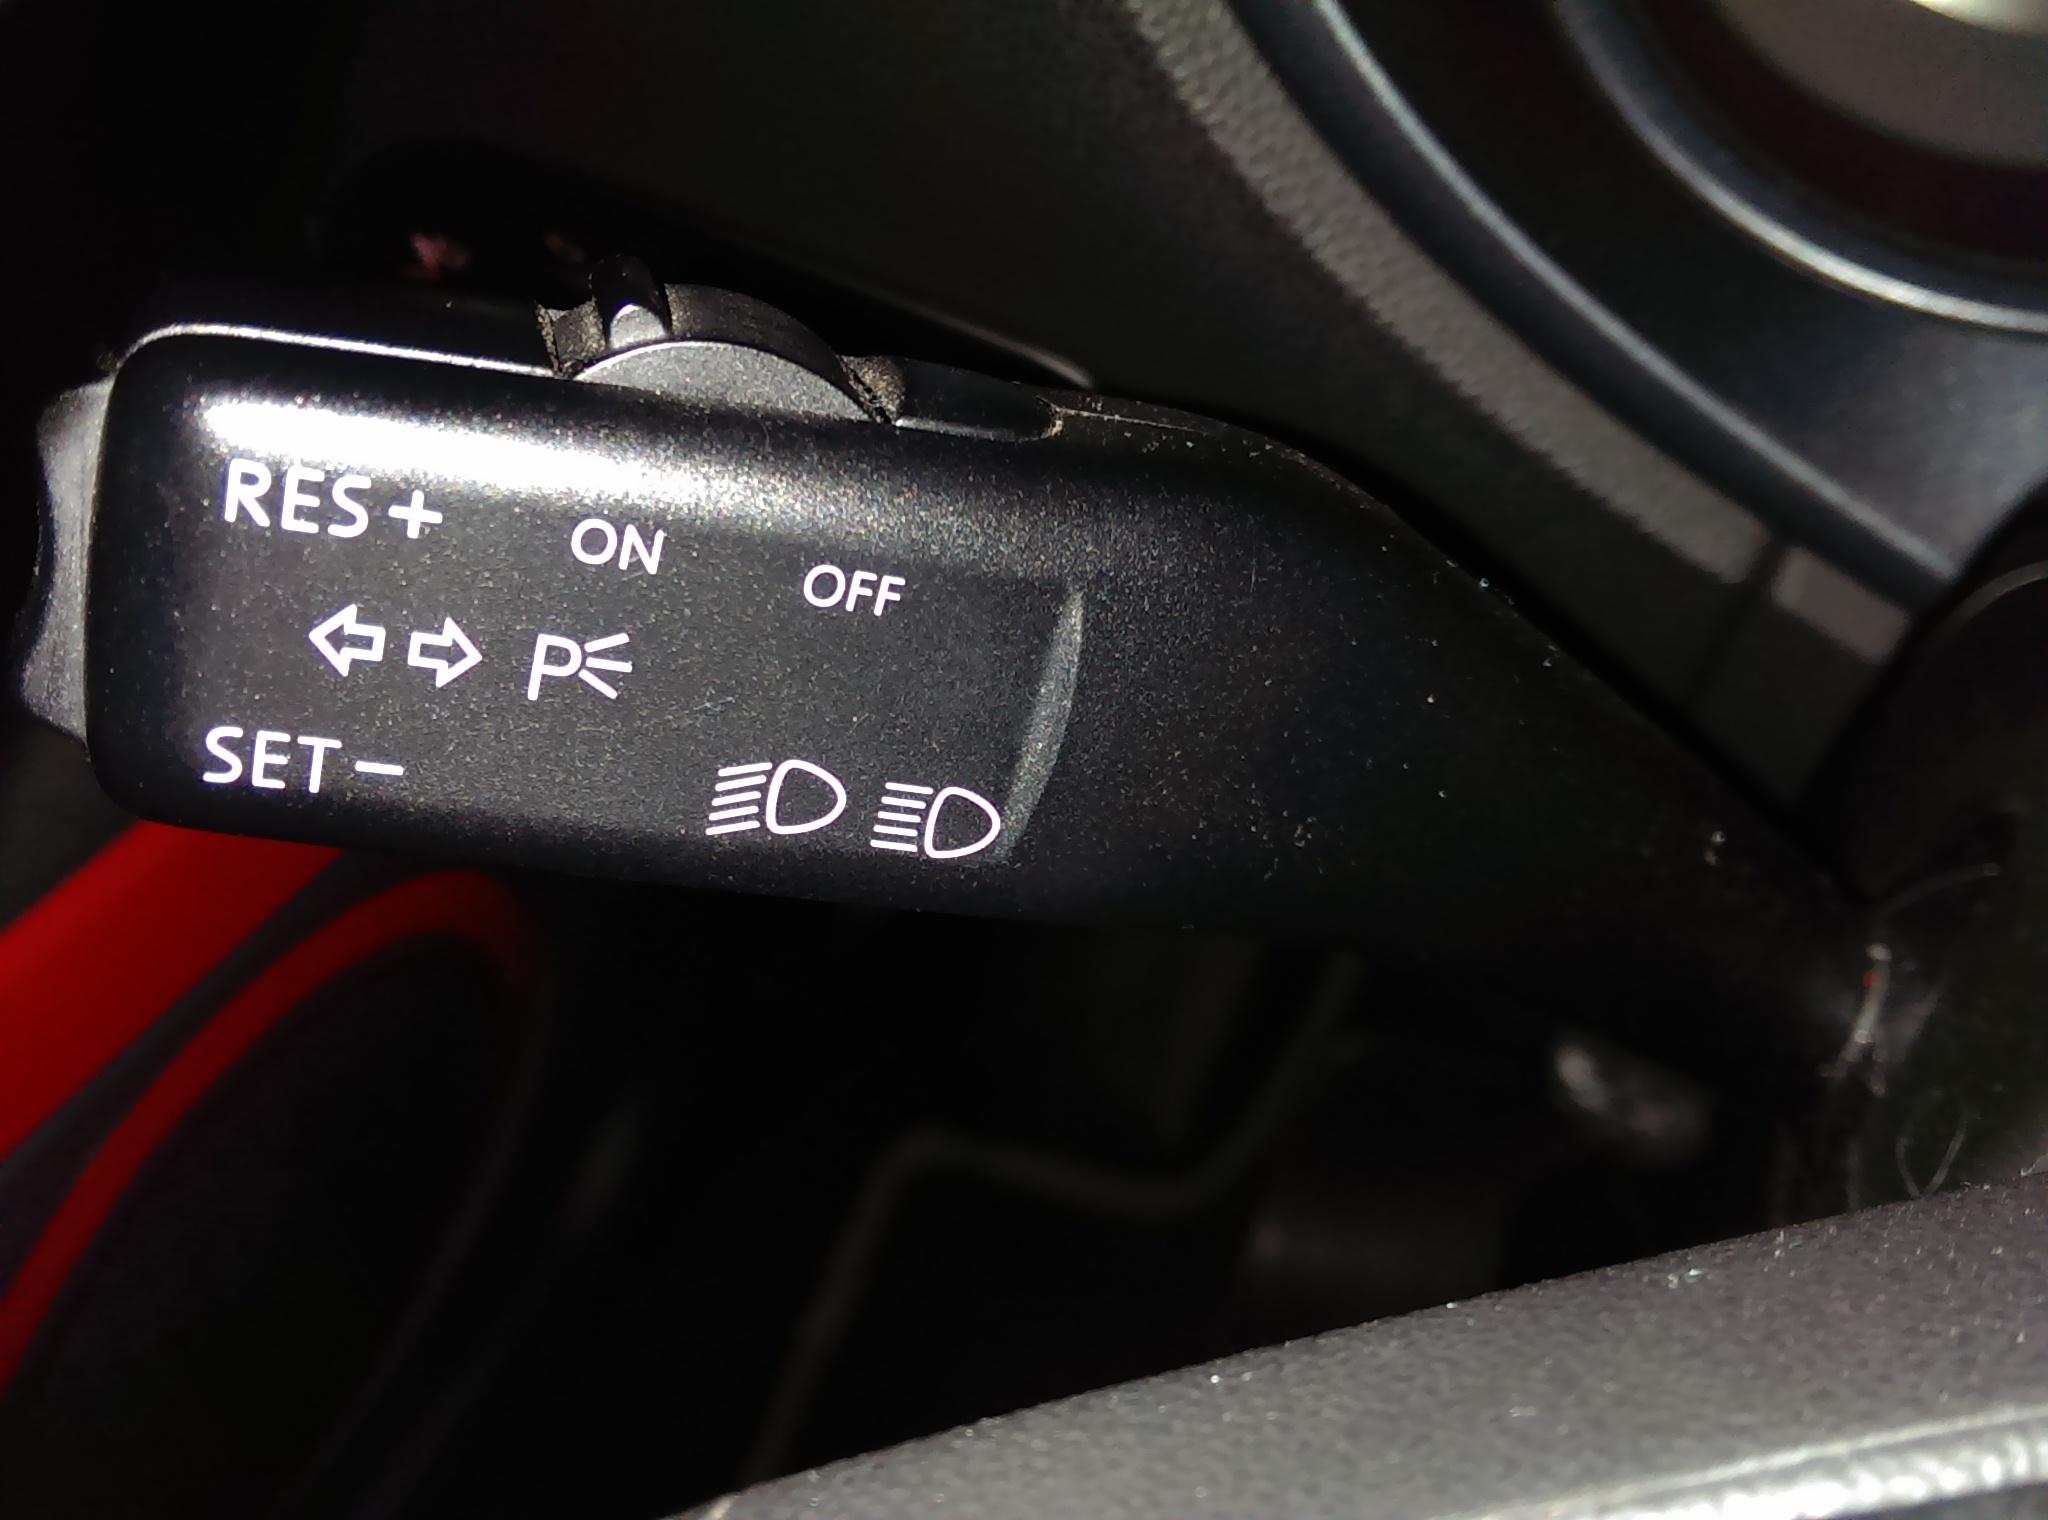 RES+
ON
OFF
P
SET-